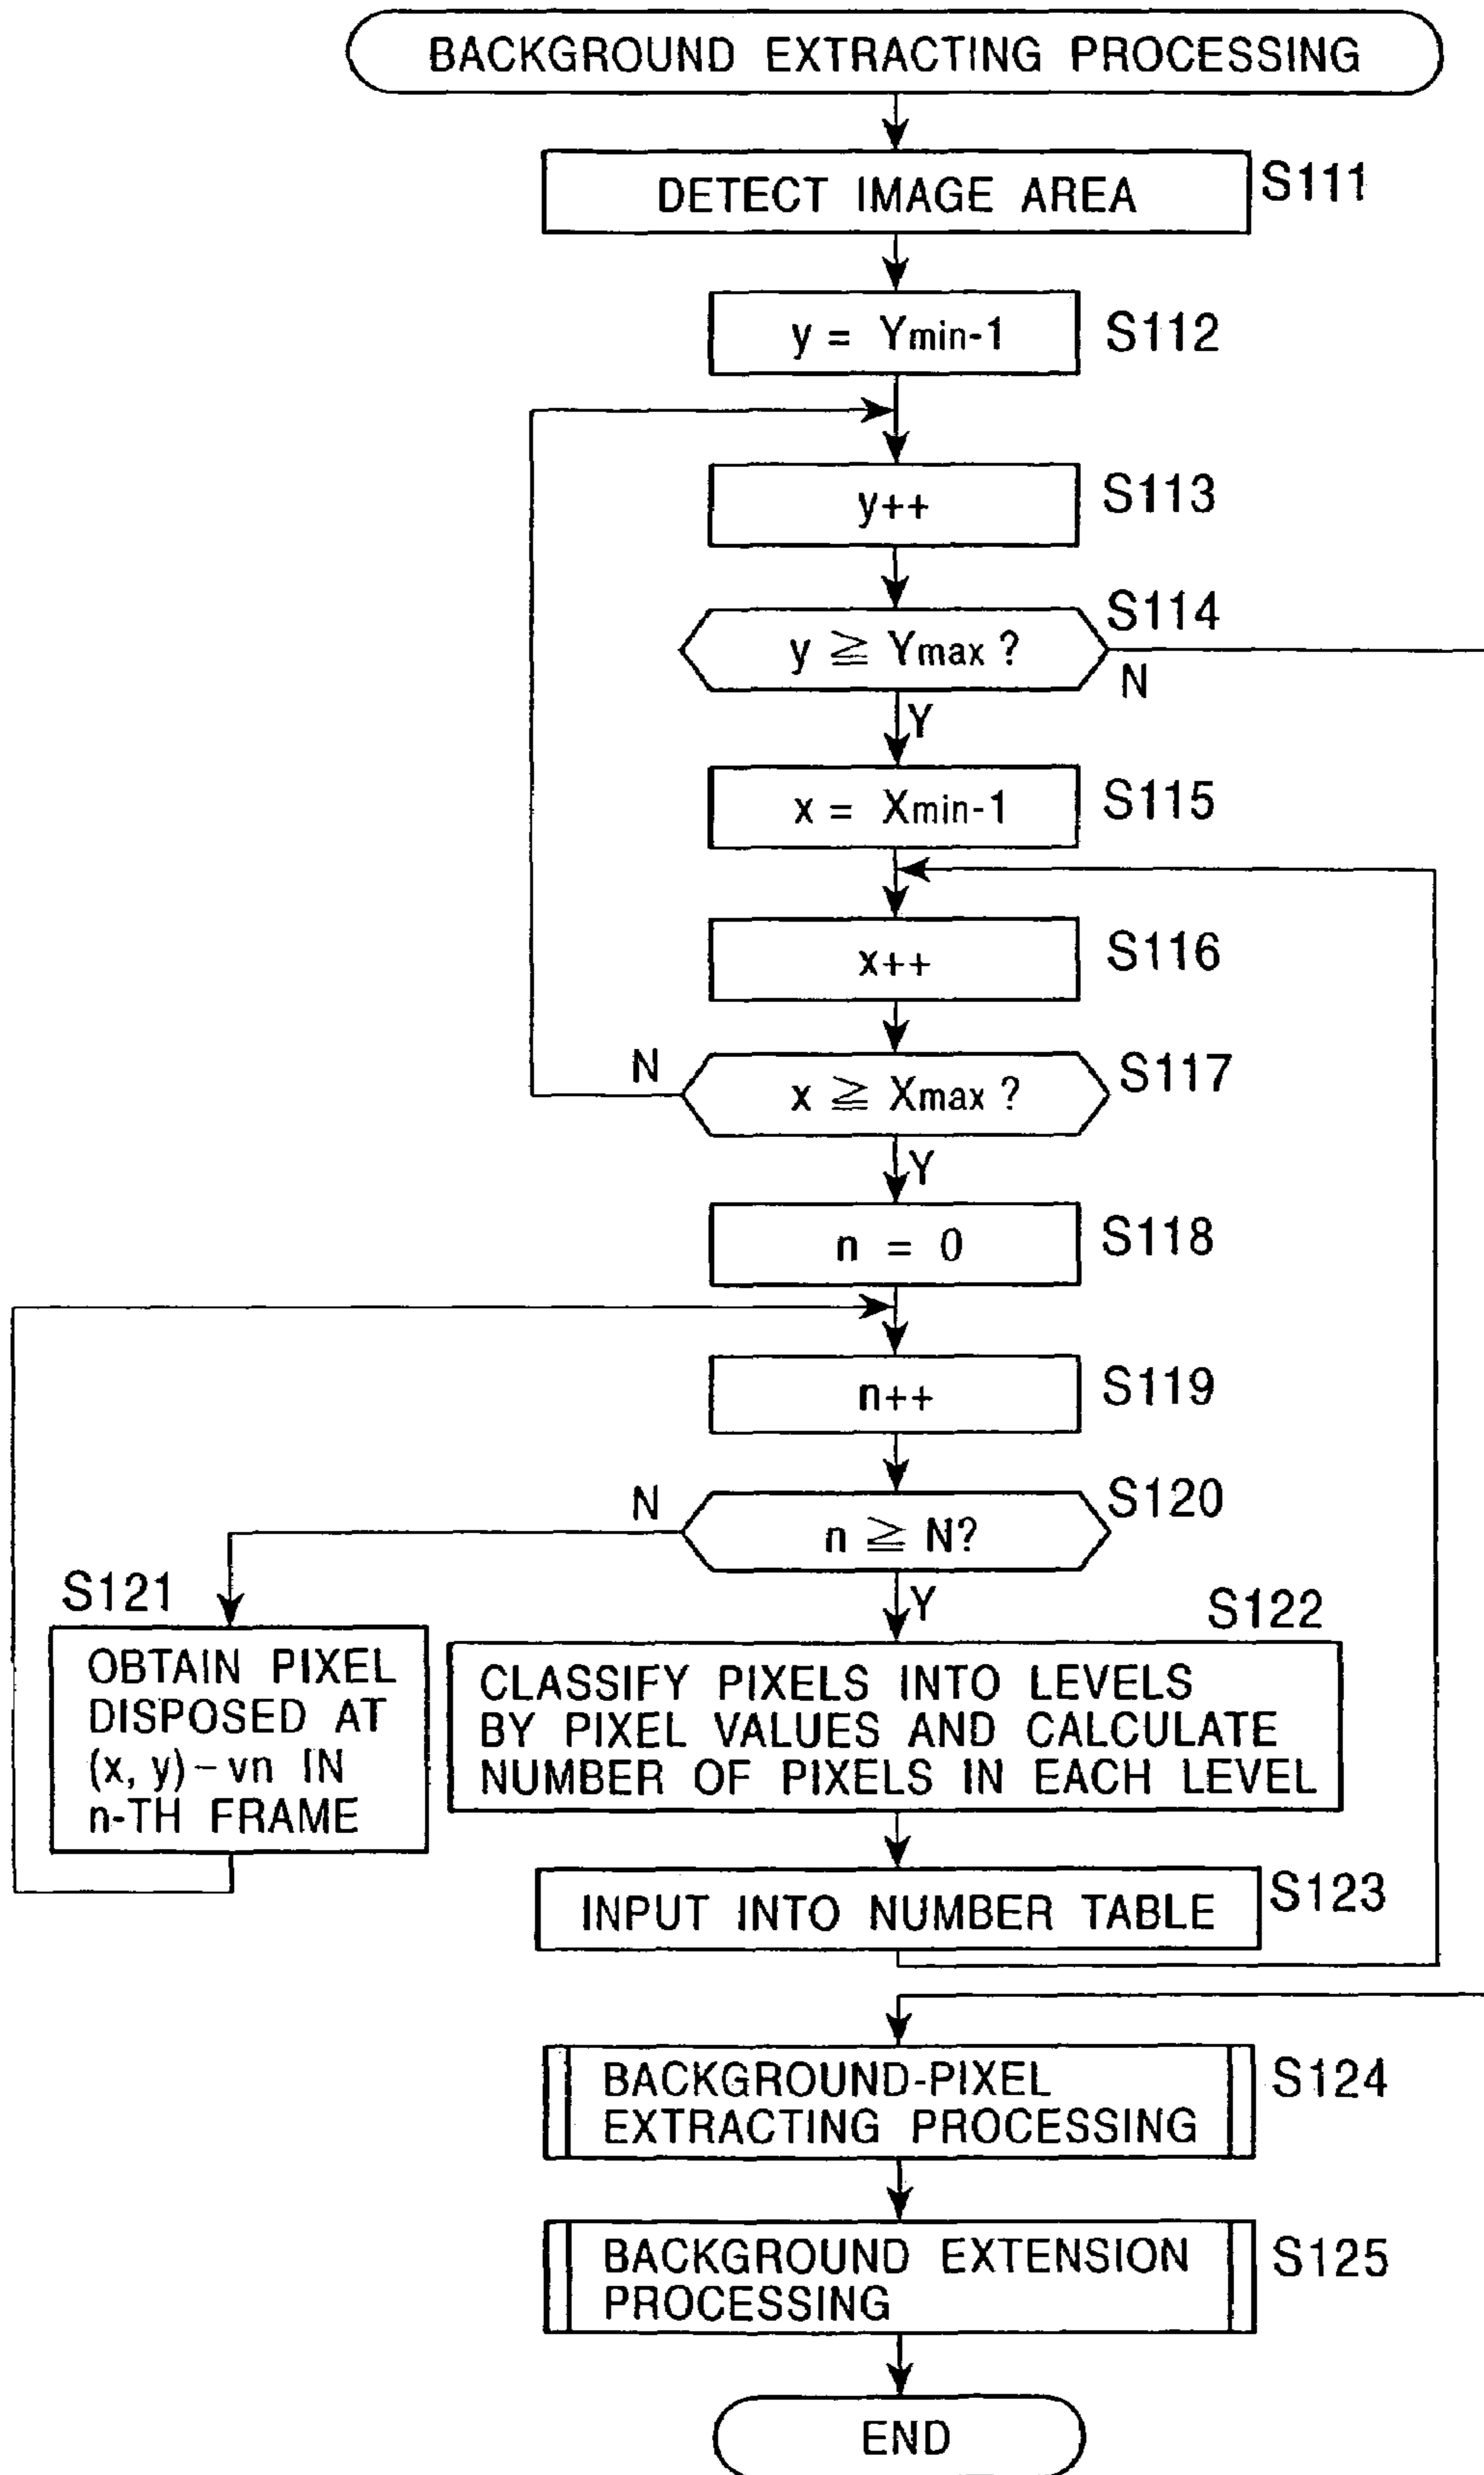 BACKGROUND EXTRACTING PROCESSING
DETECT IMAGE AREA
S111
y = Ymin-1
S112
y++
S113
y ≧ Ymax ?
S114
N
Y
x = Xmin-1
S115
x++
S116
N
x ≧ Xmax ?
S117
Y
n = 0
S118
n++
S119
N
n ≧ N?
S120
Y
S121
OBTAIN PIXEL
DISPOSED AT
(x, y)–vn IN
n-TH FRAME
S122
CLASSIFY PIXELS INTO LEVELS
BY PIXEL VALUES AND CALCULATE
NUMBER OF PIXELS IN EACH LEVEL
INPUT INTO NUMBER TABLE
S123
BACKGROUND-PIXEL
EXTRACTING PROCESSING
S124
BACKGROUND EXTENSION
PROCESSING
S125
END